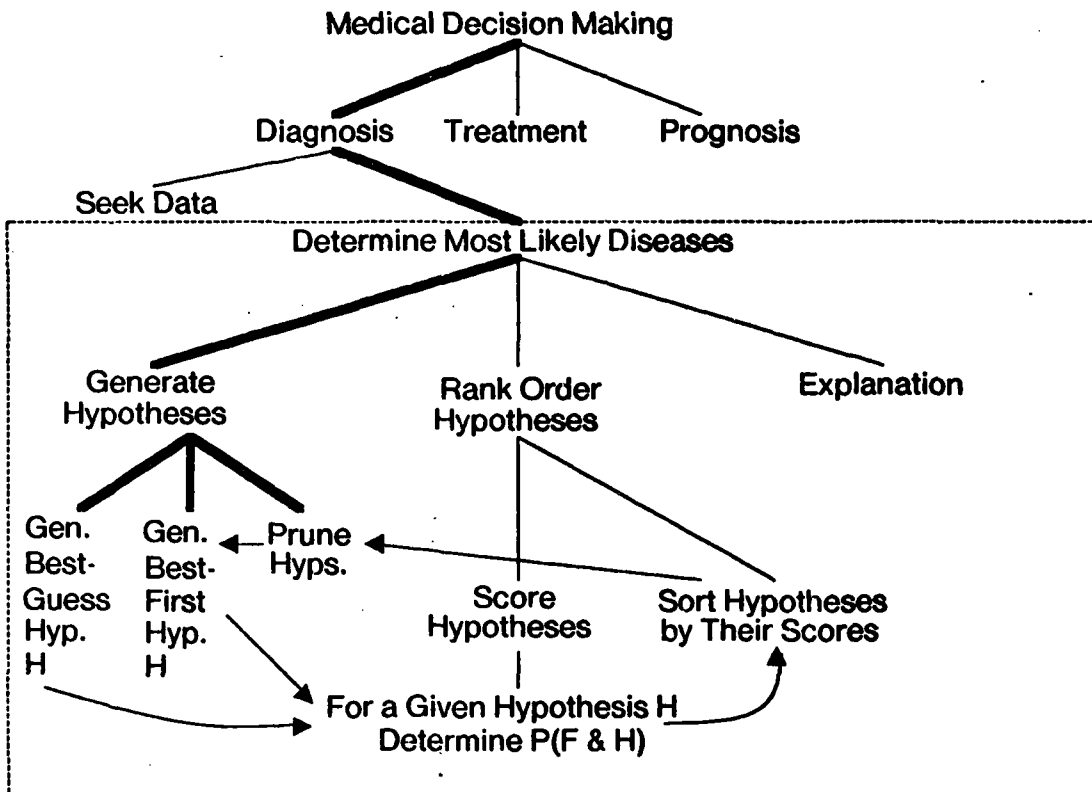 Medical Decision Making
Diagnosis
Treatment
Prognosis
Seek Data
Determine Most Likely Diseases
Generate
Hypotheses
Rank Order
Hypotheses
Explanation
Gen.
Best-
Guess
Hyp.
H
Gen.
Best-
First
Hyp.
H
Prune
Hyps.
Score
Hypotheses
Sort Hypotheses
by Their Scores
For a Given Hypothesis H
Determine P(F & H)